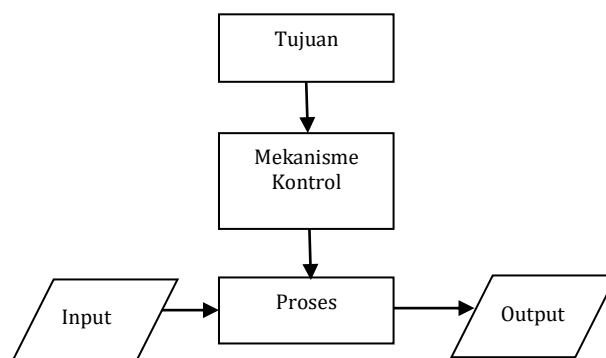 Tujuan
Mekanisme
Kontrol
Input
Proses
Output